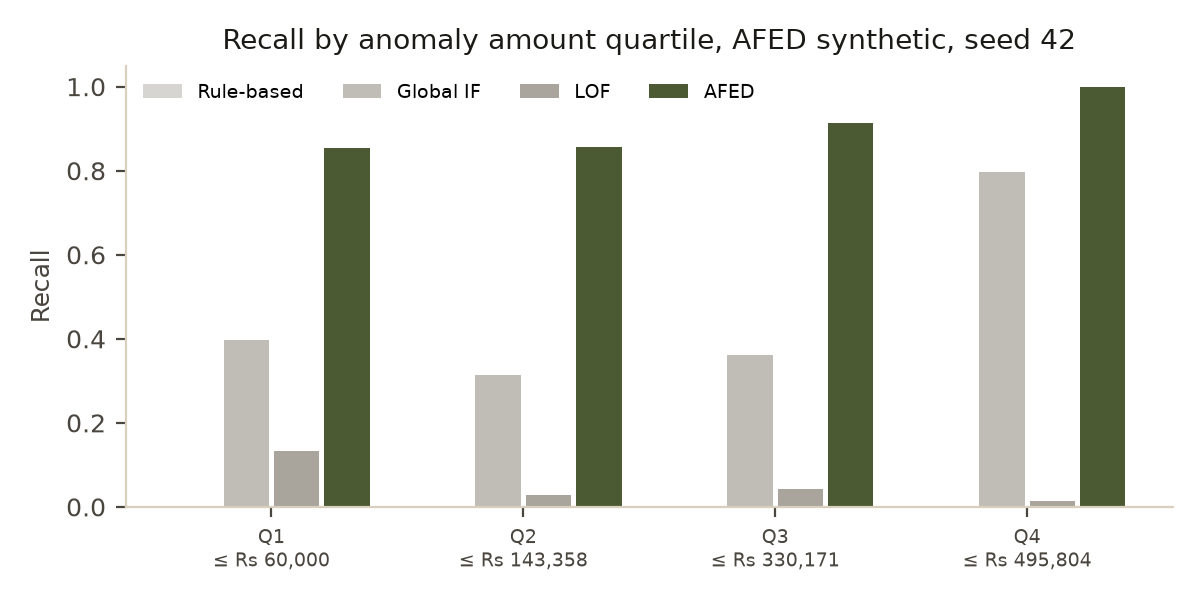 Recall by anomaly amount quartile, AFED synthetic, seed 42
Rule-based Global IF LOF AFED
Recall
1.0
0.8
0.6
0.4
0.2
0.0
Q1 Q2 Q3 Q4
≤ Rs 60,000 ≤ Rs 143,358 ≤ Rs 330,171 ≤ Rs 495,804